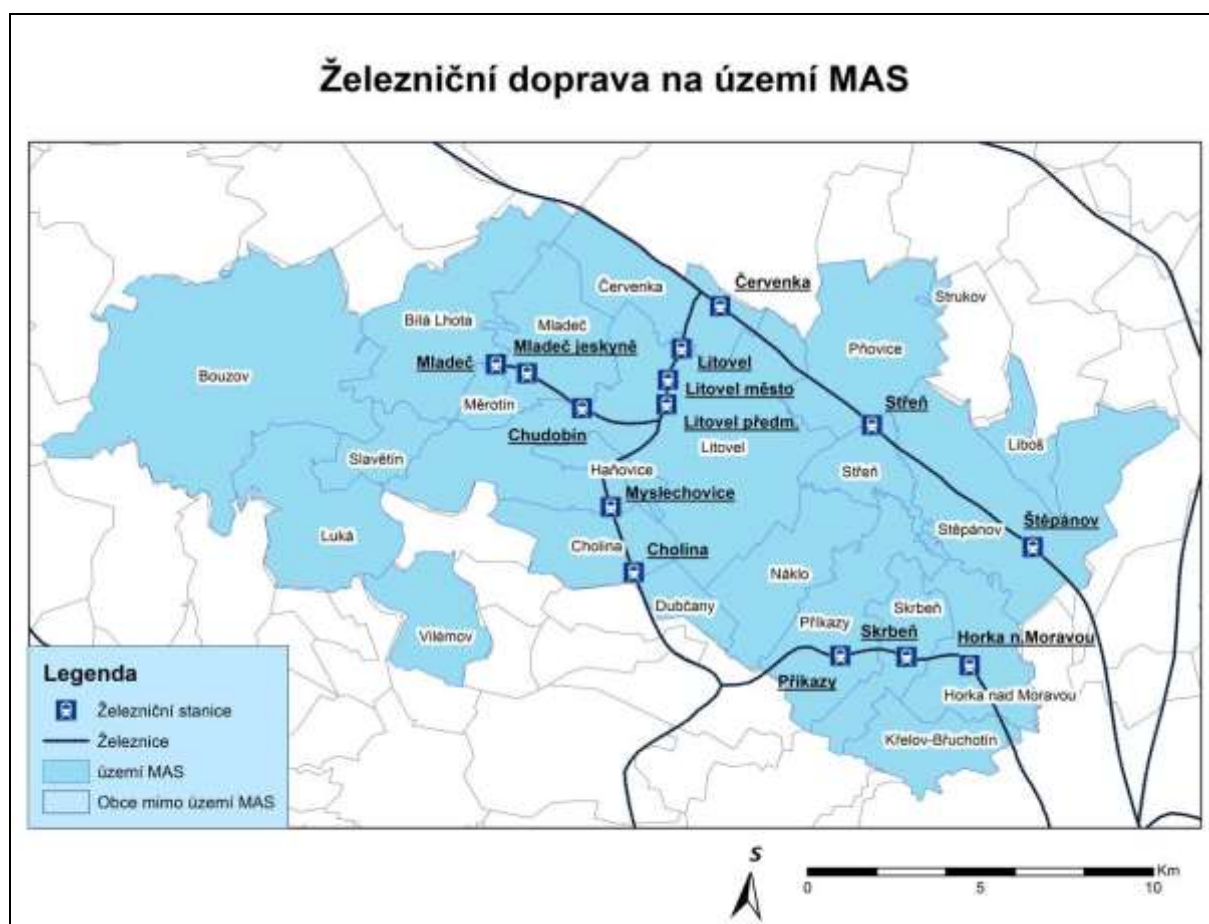 Železniční doprava na území MAS
Červenka
Červenka
Strukov
Bílá Lhota
Mladeč
Pňovice
Mladeč jeskyně
Litovel
Mladeč
Bouzov
Litovel město
Měrotín
Střeň
Chudobín
Litovel předm.
Litovel
Liboš
Slavětín
Haňovice
Střeň
Myslechovice
Štěpánov
Štěpánov
Luká
Cholina
Cholina
Náklo
Dubčany
Skrbeň
Příkazy
Vilémov
Skrbeň
Horka n.Moravou
Příkazy
Horka nad Moravou
Křelov-Břuchotín
Legenda
Železniční stanice
Železnice
území MAS
Obce mimo území MAS
S
Km
0 5 10